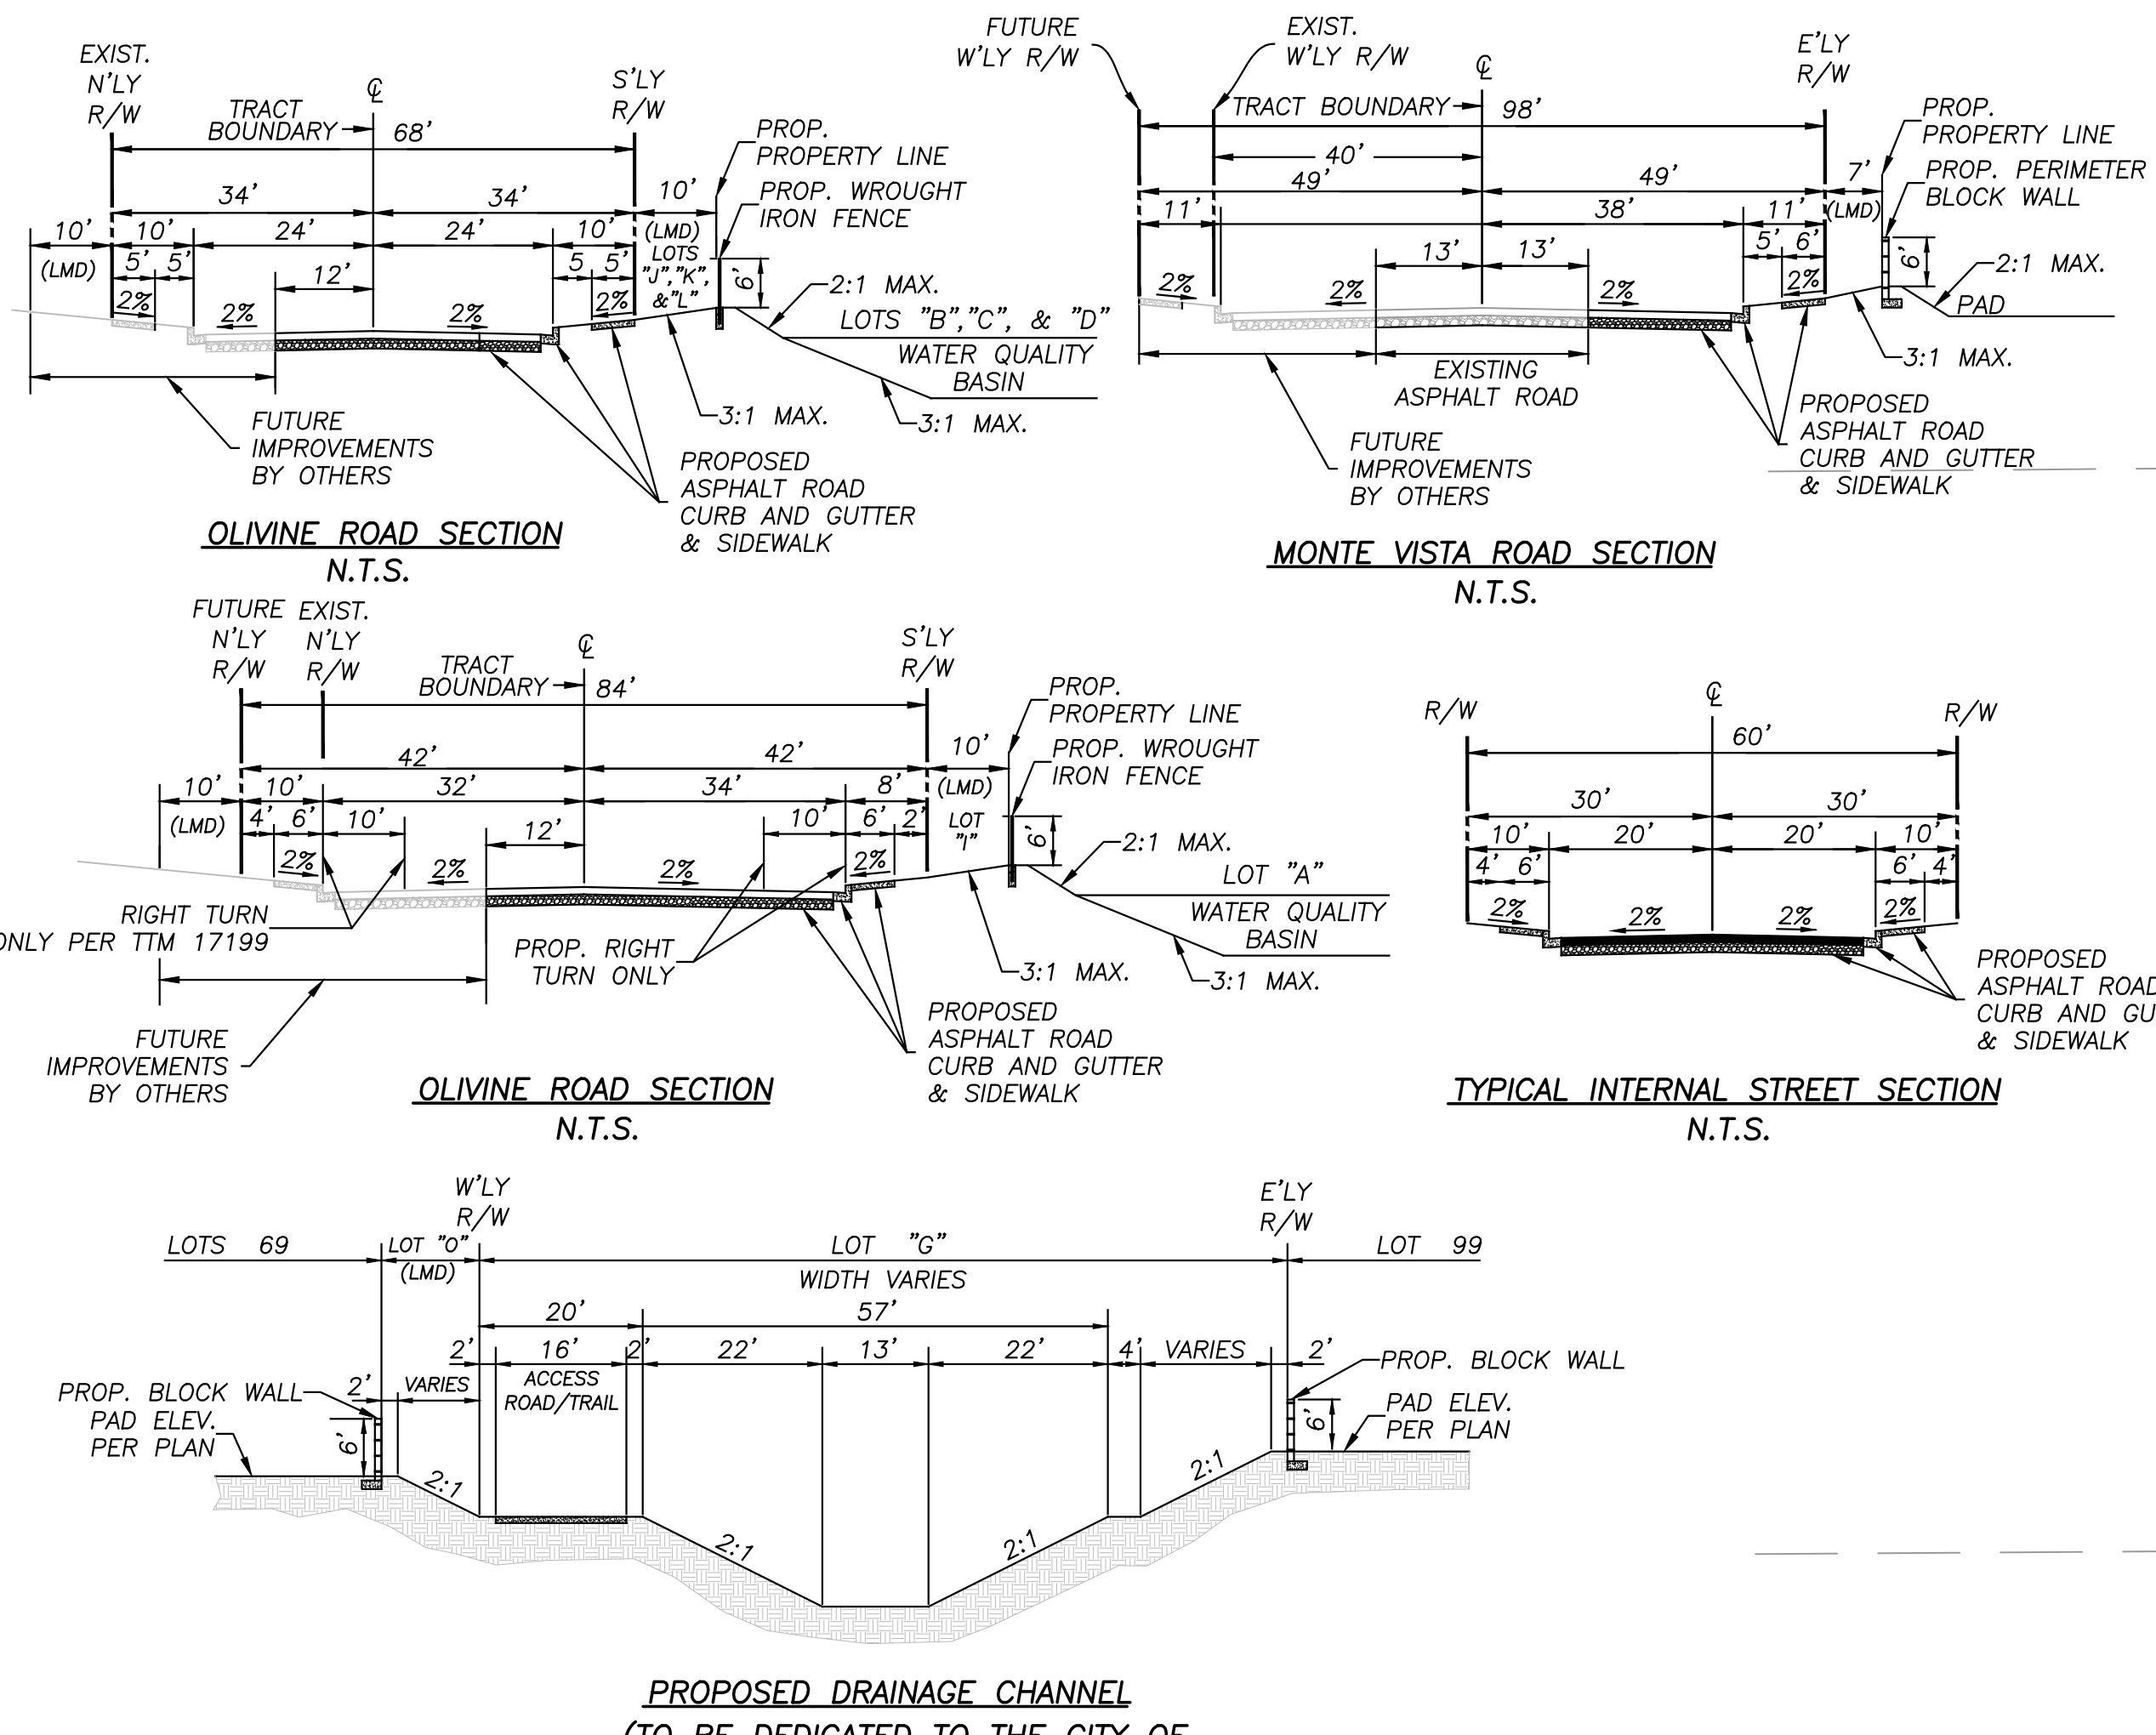 EXIST.
N'LY
R/W
TRACT
BOUNDARY
℄
68'
S'LY
R/W
34'
34'
10'
(LMD)
10'
10'
24'
24'
10'
(LMD)
LOTS
"J","K",
&"L"
5'
5'
12'
5
5'
2%
2%
2%
2%
6'
PROP.
PROPERTY LINE
PROP. WROUGHT
IRON FENCE
2:1 MAX.
LOTS "B","C", & "D"
WATER QUALITY
BASIN
3:1 MAX.
3:1 MAX.
FUTURE
IMPROVEMENTS
BY OTHERS
PROPOSED
ASPHALT ROAD
CURB AND GUTTER
& SIDEWALK
OLIVINE ROAD SECTION
N.T.S.
FUTURE
W'LY R/W
EXIST.
W'LY R/W
℄
E'LY
R/W
TRACT BOUNDARY
98'
40'
49'
49'
7'
(LMD)
11'
38'
11'
13'
13'
5'
6'
2%
2%
2%
2%
6'
PROP.
PROPERTY LINE
PROP. PERIMETER
BLOCK WALL
2:1 MAX.
PAD
3:1 MAX.
EXISTING
ASPHALT ROAD
FUTURE
IMPROVEMENTS
BY OTHERS
PROPOSED
ASPHALT ROAD
CURB AND GUTTER
& SIDEWALK
MONTE VISTA ROAD SECTION
N.T.S.
FUTURE
N'LY
R/W
EXIST.
N'LY
R/W
℄
S'LY
R/W
TRACT
BOUNDARY
84'
42'
42'
10'
(LMD)
10'
10'
32'
34'
8'
(LMD)
LOT
"I"
4'
6'
10'
12'
10'
6'
2'
2%
2%
2%
2%
6'
PROP.
PROPERTY LINE
PROP. WROUGHT
IRON FENCE
2:1 MAX.
LOT "A"
WATER QUALITY
BASIN
3:1 MAX.
3:1 MAX.
RIGHT TURN
ONLY PER TTM 17199
PROP. RIGHT
TURN ONLY
FUTURE
IMPROVEMENTS
BY OTHERS
PROPOSED
ASPHALT ROAD
CURB AND GUTTER
& SIDEWALK
OLIVINE ROAD SECTION
N.T.S.
R/W
℄
R/W
60'
30'
30'
10'
20'
20'
10'
4'
6'
6'
4'
2%
2%
2%
2%
PROPOSED
ASPHALT ROAD
CURB AND GU
& SIDEWALK
TYPICAL INTERNAL STREET SECTION
N.T.S.
W'LY
R/W
E'LY
R/W
LOTS 69
LOT "O"
(LMD)
LOT "G"
WIDTH VARIES
LOT 99
20'
57'
2'
16'
2'
22'
13'
22'
4'
VARIES
2'
ACCESS
ROAD/TRAIL
PROP. BLOCK WALL
2'
VARIES
PAD ELEV.
PER PLAN
6'
PROP. BLOCK WALL
PAD ELEV.
PER PLAN
6'
2:1
2:1
2:1
2:1
PROPOSED DRAINAGE CHANNEL
(TO BE DEDICATED TO THE CITY OF